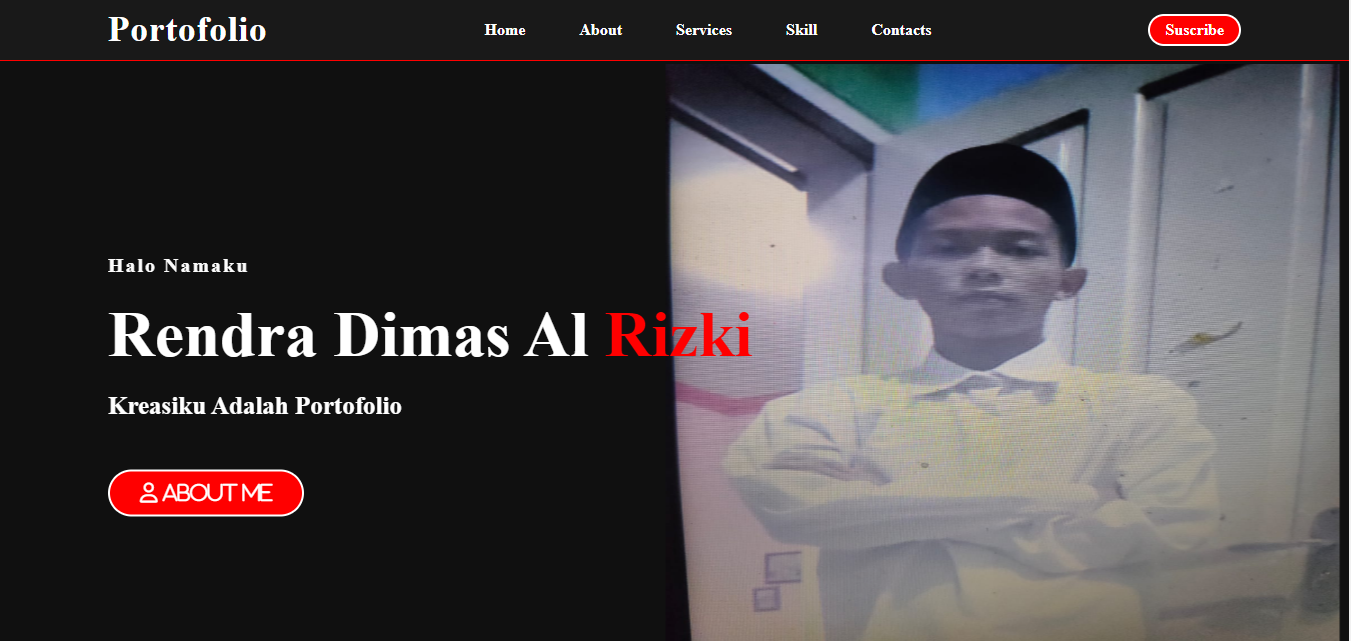 Portofolio Home About Services Skill Contacts Suscribe
Halo Namaku
Rendra Dimas Al Rizki
Kreasiku Adalah Portofolio
ABOUT ME